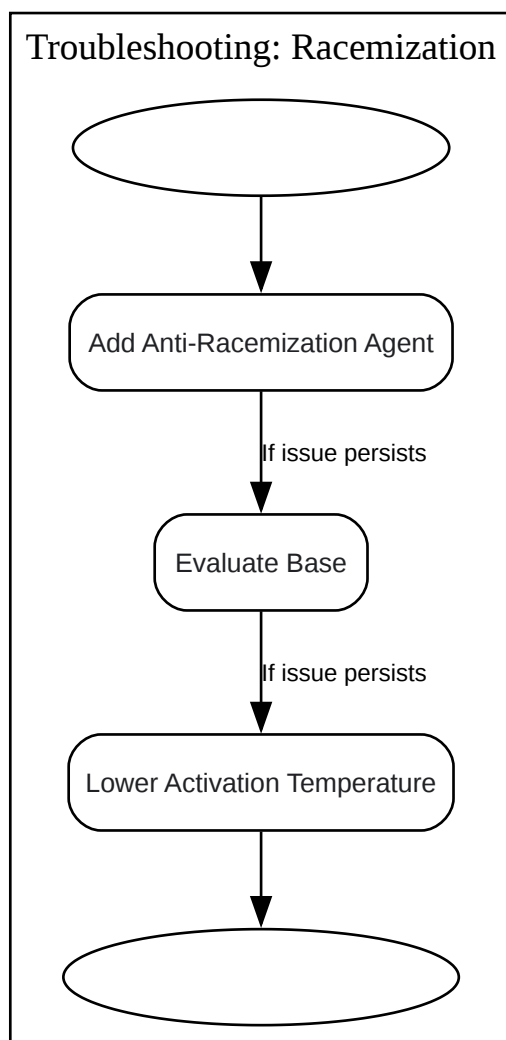 Troubleshooting: Racemization
Add Anti-Racemization Agent
If issue persists
Evaluate Base
If issue persists
Lower Activation Temperature